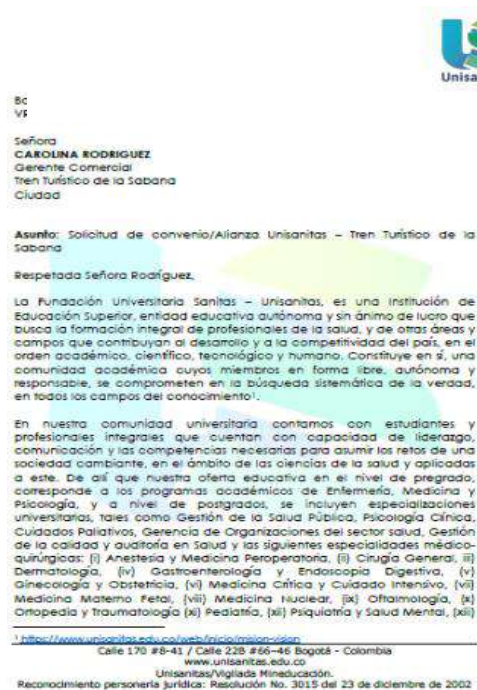 Unisa
Bo
VR
Señora
CAROLINA RODRIGUEZ
Gerente Comercial
Tren Turístico de la Sabana
Ciudad
Asunto: Solicitud de convenio/Alianza Unisanitas – Tren Turístico de la
Sabana
Respetada Señora Rodríguez,
La Fundación Universitaria Sanitas – Unisanitas, es una Institución de
Educación Superior, entidad educativa autónoma y sin ánimo de lucro que
busca la formación integral de profesionales de la salud, y de otras áreas y
campos que contribuyan al desarrollo y a la competitividad del país, en el
orden académico, científico, tecnológico y humano. Constituye en sí, una
comunidad académica cuyos miembros en forma libre, autónoma y
responsable, se comprometen en la búsqueda sistemática de la verdad,
en todos los campos del conocimiento¹.
En nuestra comunidad universitaria contamos con estudiantes y
profesionales integrales que cuentan con capacidad de liderazgo,
comunicación y las competencias necesarias para asumir los retos de una
sociedad cambiante, en el ámbito de las ciencias de la salud y aplicadas
a este. De allí que nuestra oferta educativa en el nivel de pregrado,
corresponde a los programas académicos de Enfermería, Medicina y
Psicología, y a nivel de postgrados, se incluyen especializaciones
universitarias, tales como Gestión de la Salud Pública, Psicología Clínica,
Cuidados Paliativos, Gerencia de Organizaciones del sector salud, Gestión
de la calidad y auditoría en Salud y las siguientes especialidades médico-
quirúrgicas: (i) Anestesia y Medicina Peroperatoria, (ii) Cirugía General, iii)
Dermatología, (iv) Gastroenterología y Endoscopia Digestiva, (v)
Ginecología y Obstetricia, (vi) Medicina Crítica y Cuidado Intensivo, (vii)
Medicina Materno Fetal, (viii) Medicina Nuclear, (ix) Oftalmología, (x)
Ortopedia y Traumatología (xi) Pediatría, (xii) Psiquiatría y Salud Mental, (xiii)
¹ https://www.unisanitas.edu.co/web/inicio/mision-vision
Calle 170 #8-41 / Calle 22B #66-46 Bogotá - Colombia
www.unisanitas.edu.co
Unisanitas/Vigilada Mineducación.
Reconocimiento personería jurídica: Resolución No. 3015 del 23 de diciembre de 2002